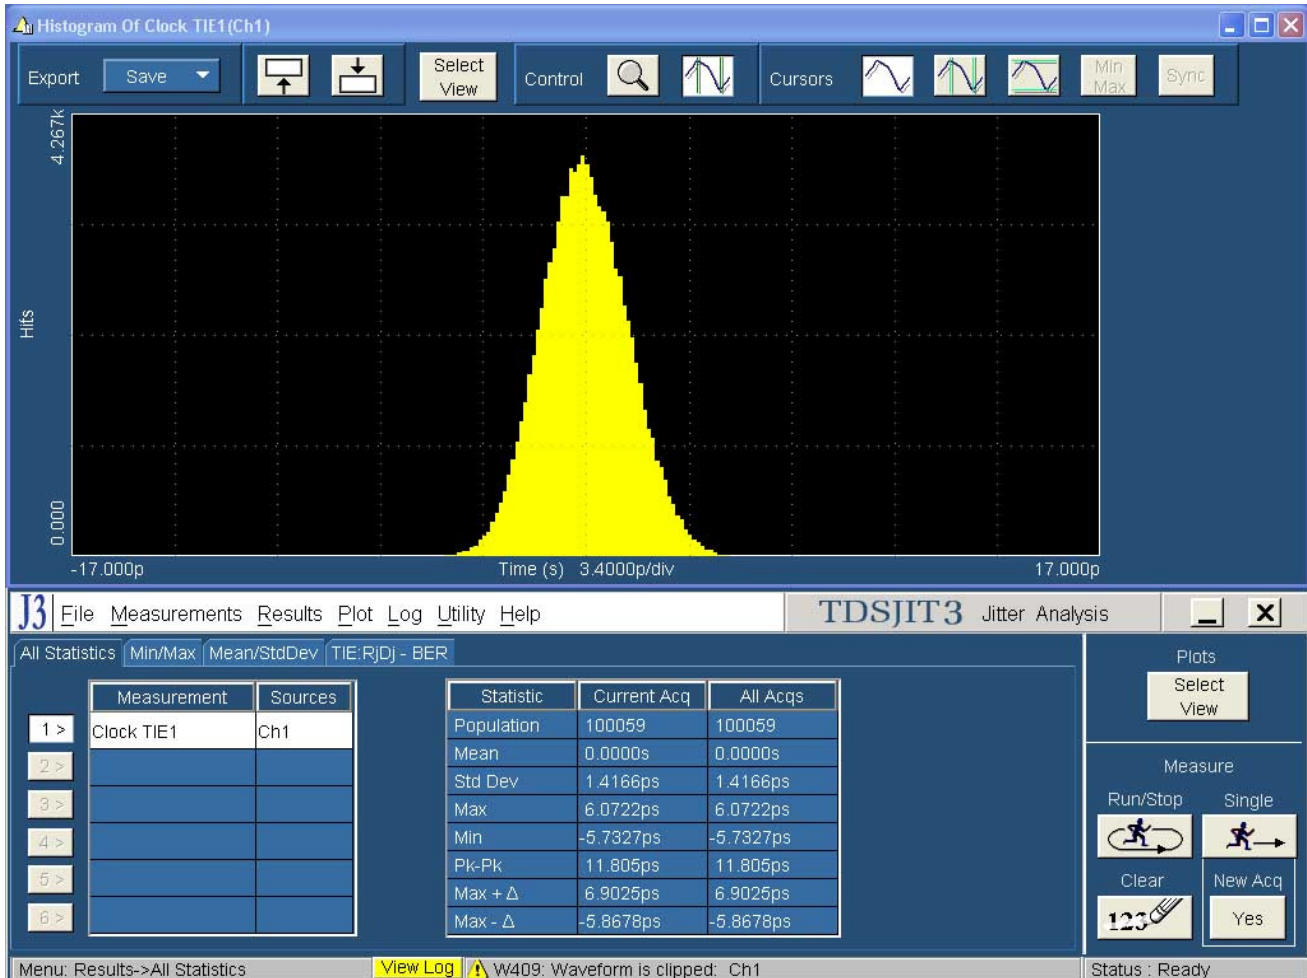 Histogram Of Clock TIE1(Ch1)
Export Save Select View Control Cursors Min Max Sync
4.267k
Hits
0.000
-17.000p Time (s) 3.4000p/div 17.000p
J3 File Measurements Results Plot Log Utility Help TDSJIT3 Jitter Analysis
All Statistics Min/Max Mean/StdDev TIE:RjDj - BER
Measurement Sources
1 > Clock TIE1 Ch1
2 >
3 >
4 >
5 >
6 >
Statistic Current Acq All Acqs
Population 100059 100059
Mean 0.0000s 0.0000s
Std Dev 1.4166ps 1.4166ps
Max 6.0722ps 6.0722ps
Min -5.7327ps -5.7327ps
Pk-Pk 11.805ps 11.805ps
Max + Δ 6.9025ps 6.9025ps
Max - Δ -5.8678ps -5.8678ps
Plots
Select
View
Measure
Run/Stop Single
Clear New Acq
123 Yes
Menu: Results->All Statistics View Log W409: Waveform is clipped: Ch1 Status : Ready